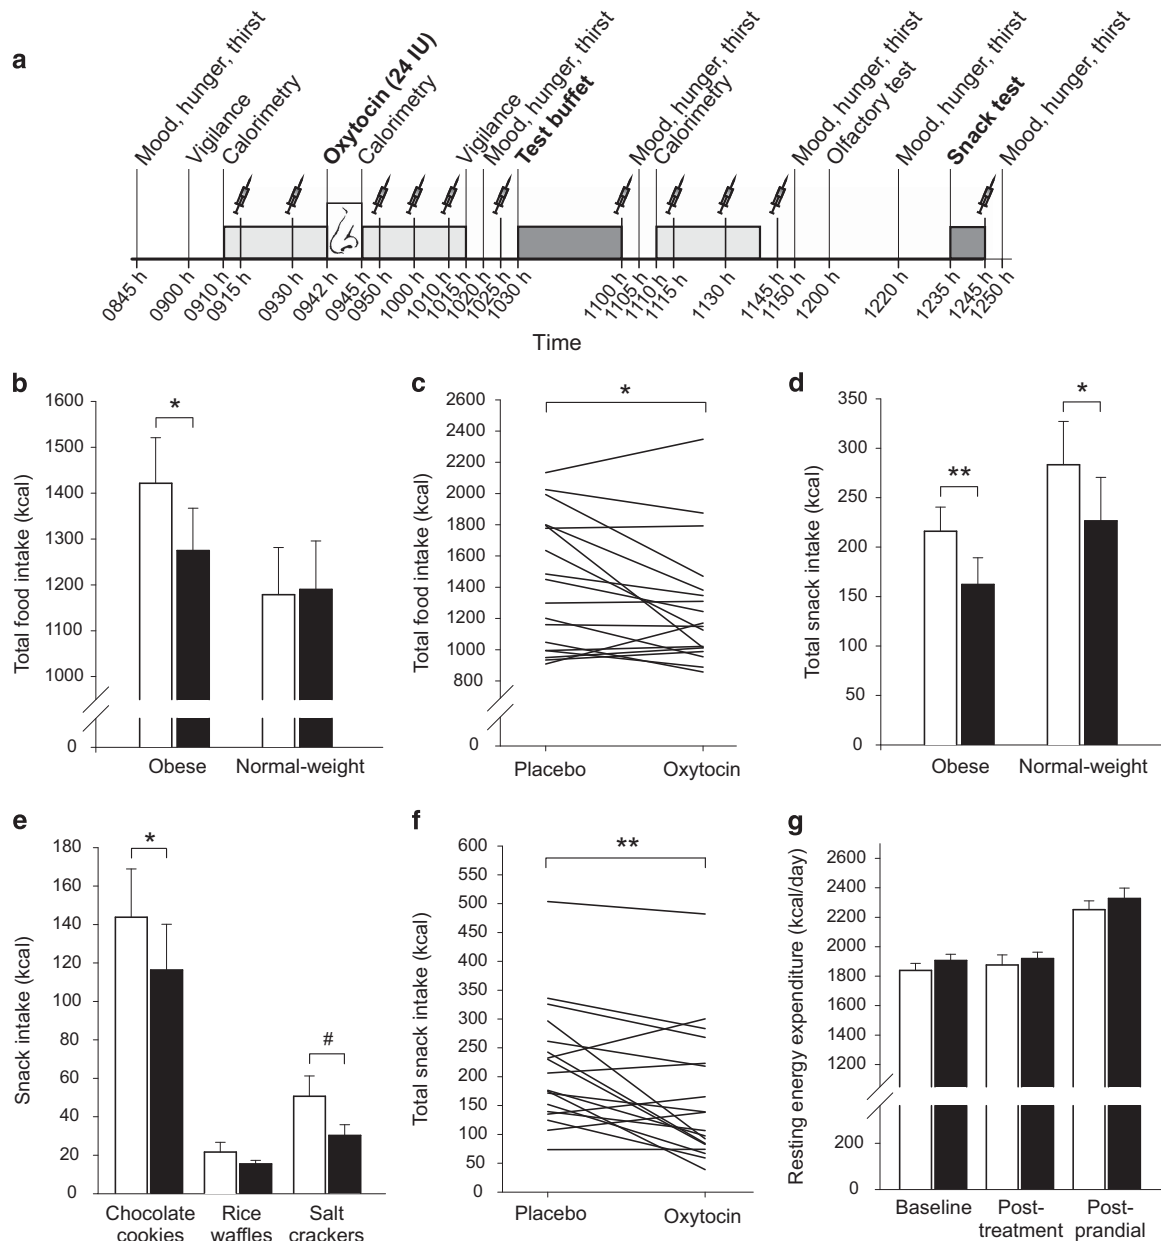 a
Mood, hunger, thirst
Vigilance
Calorimetry
Oxytocin (24 IU)
Calorimetry
Vigilance
Mood, hunger, thirst
Test buffet
Mood, hunger, thirst
Calorimetry
Mood, hunger, thirst
Olfactory test
Mood, hunger, thirst
Snack test
Mood, hunger, thirst
0845 h
0900 h
0910 h
0915 h
0930 h
0942 h
0945 h
0950 h
1000 h
1010 h
1015 h
1020 h
1025 h
1030 h
1100 h
1105 h
1110 h
1115 h
1130 h
1145 h
1150 h
1200 h
1220 h
1235 h
1245 h
1250 h
Time
b
Total food intake (kcal)
1600
1500
1400
1300
1200
1100
1000
0
*
Obese
Normal-weight
c
Total food intake (kcal)
2600
2400
2200
2000
1800
1600
1400
1200
1000
800
0
*
Placebo
Oxytocin
d
Total snack intake (kcal)
350
300
250
200
150
100
50
0
**
*
Obese
Normal-weight
e
Snack intake (kcal)
180
160
140
120
100
80
60
40
20
0
*
#
Chocolate
cookies
Rice
waffles
Salt
crackers
f
Total snack intake (kcal)
600
550
500
450
400
350
300
250
200
150
100
50
0
**
Placebo
Oxytocin
g
Resting energy expenditure (kcal/day)
2600
2400
2200
2000
1800
1600
1400
1200
200
0
Baseline
Post-
treatment
Post-
prandial